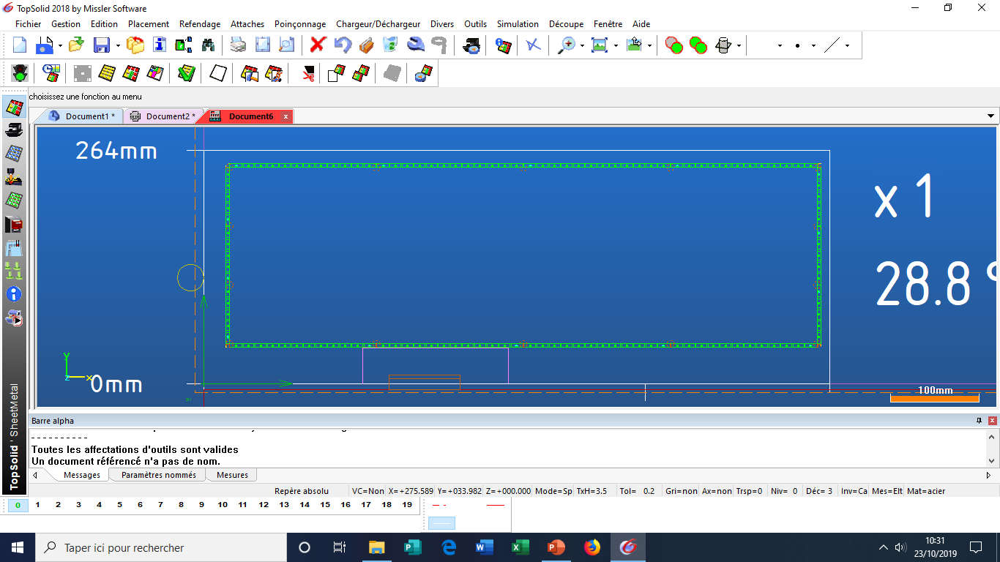 TopSolid 2018 by Missler Software
Fichier Gestion Edition Placement Refendage Attaches Poinçonnage Chargeur/Déchargeur Divers Outils Simulation Découpe Fenêtre Aide
choisissez une fonction au menu
Document1 * Document2 * Document6
264mm
x 1
28.8 %
Y
X
Z
0mm
100mm
TopSolid ' SheetMetal
Barre alpha
----------
Toutes les affectations d'outils sont valides
Un document référencé n'a pas de nom.
Messages Paramètres nommés Mesures
Repère absolu VC=Non X=+275.589 Y=+033.982 Z=+000.000 Mode=Sp TxH=3.5 Tol= 0.2 Gri=non Ax=non Trsp=0 Niv= 0 Déc= 3 Inv=Ca Mes=Elt Mat=acier
0 1 2 3 4 5 6 7 8 9 10 11 12 13 14 15 16 17 18 19
Taper ici pour rechercher
10:31
23/10/2019